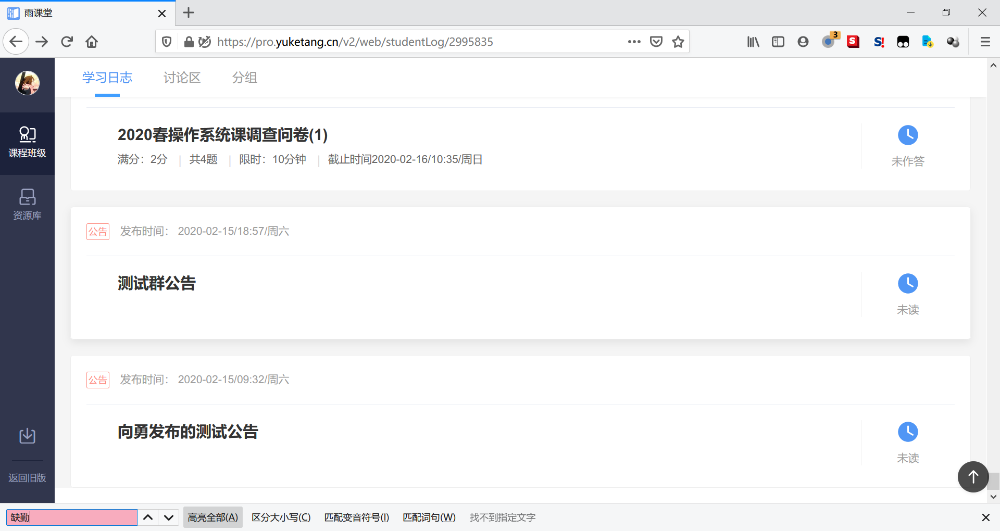 雨课堂
https://pro.yuketang.cn/v2/web/studentLog/2995835
3
S
S!
学习日志 讨论区 分组
课程班级
资源库
返回旧版
2020春操作系统课调查问卷(1)
满分：2分 | 共4题 | 限时：10分钟 | 截止时间2020-02-16/10:35/周日
未作答
公告 发布时间： 2020-02-15/18:57/周六
测试群公告
未读
公告 发布时间： 2020-02-15/09:32/周六
向勇发布的测试公告
未读
缺勤 高亮全部(A) 区分大小写(C) 匹配变音符号(I) 匹配词句(W) 找不到指定文字